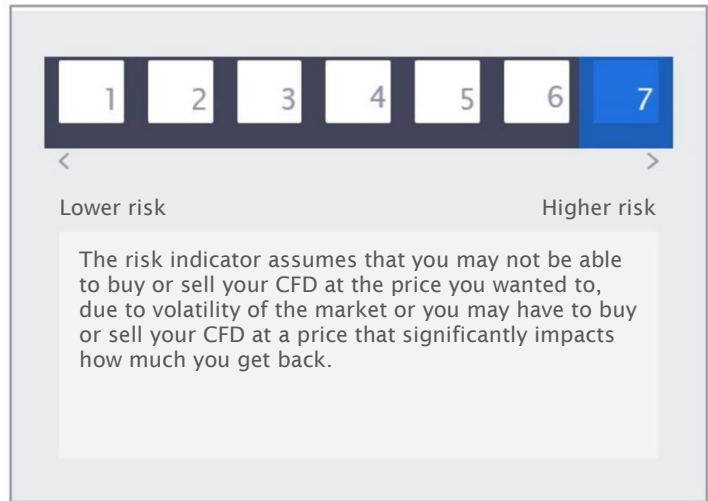 1 2 3 4 5 6 7
< >
Lower risk Higher risk
The risk indicator assumes that you may not be able
to buy or sell your CFD at the price you wanted to,
due to volatility of the market or you may have to buy
or sell your CFD at a price that significantly impacts
how much you get back.